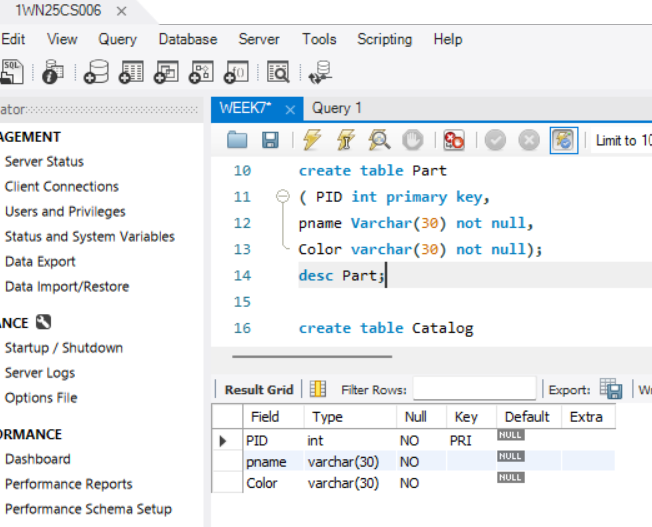 1WN25CS006 ×
Edit View Query Database Server Tools Scripting Help
SQL
WEEK7* × Query 1
Limit to 10
Server Status
Client Connections
Users and Privileges
Status and System Variables
Data Export
Data Import/Restore
Startup / Shutdown
Server Logs
Options File
Dashboard
Performance Reports
Performance Schema Setup
10 create table Part
11 ( PID int primary key,
12 pname Varchar(30) not null,
13 Color varchar(30) not null);
14 desc Part;
15
16 create table Catalog
Result Grid Filter Rows: Export:
Field Type Null Key Default Extra
PID int NO PRI NULL
pname varchar(30) NO NULL
Color varchar(30) NO NULL